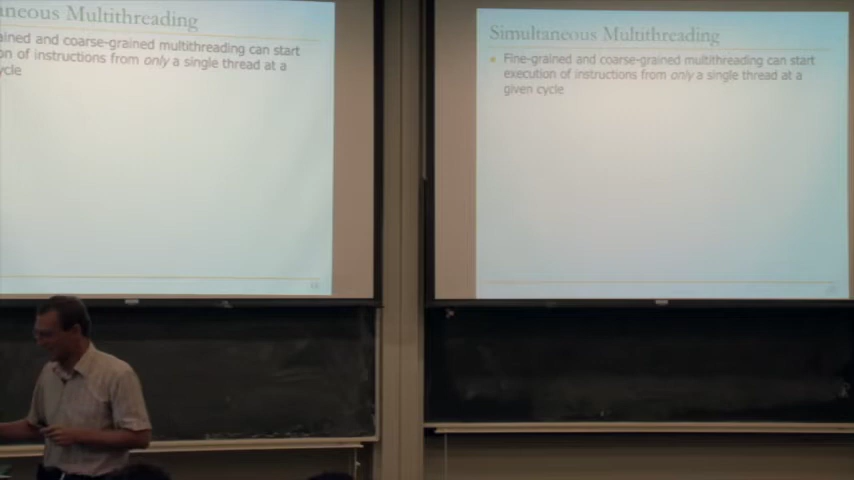 neous Multithreading
ained and coarse-grained multithreading can start
on of instructions from only a single thread at a
ycle
Simultaneous Multithreading
Fine-grained and coarse-grained multithreading can start
execution of instructions from only a single thread at a
given cycle